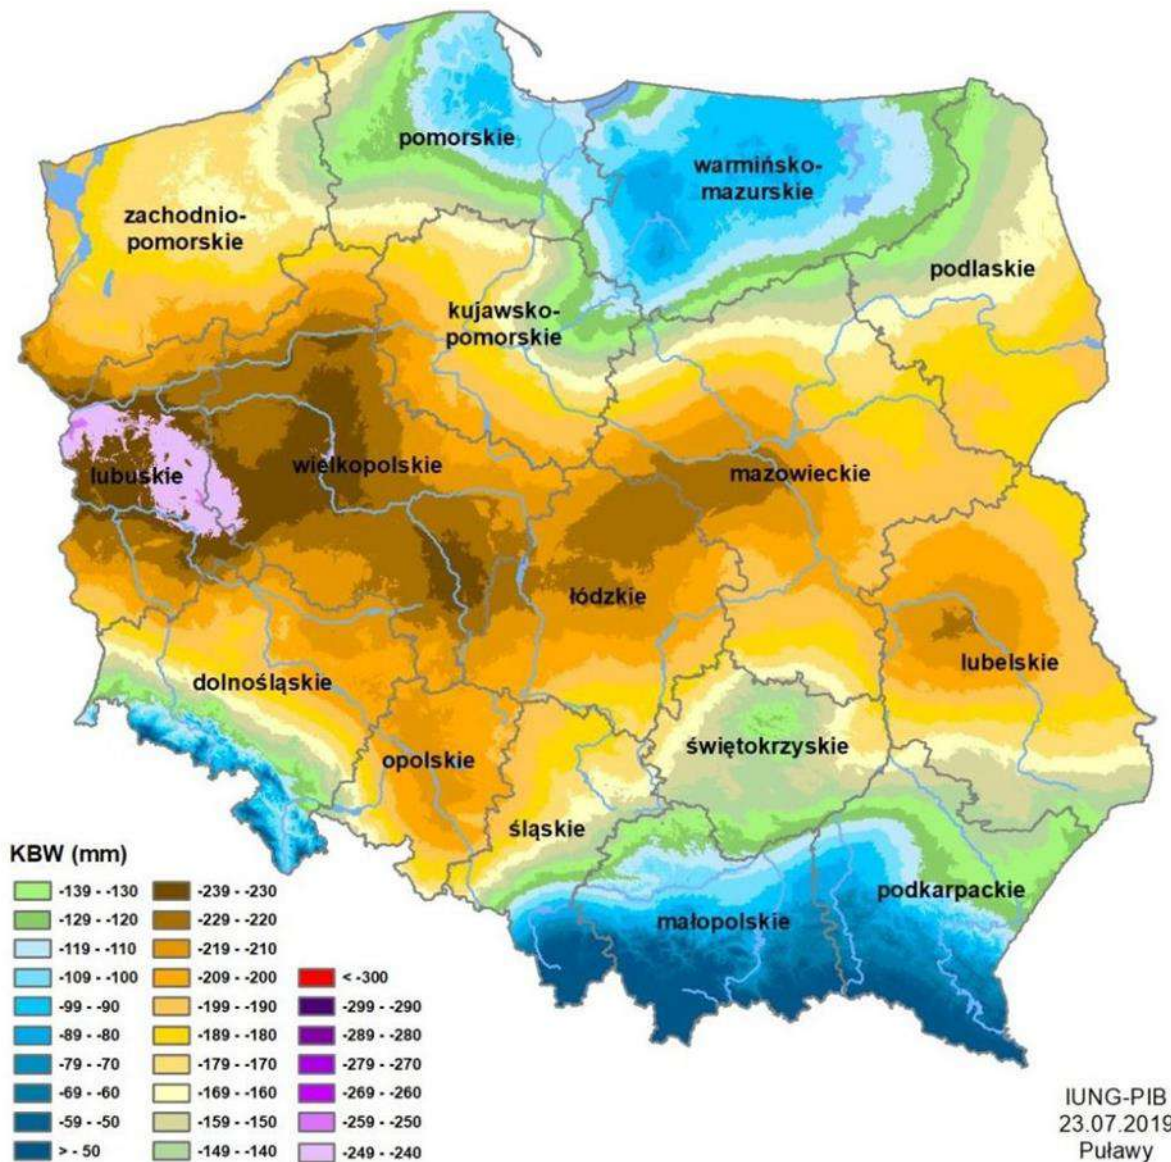 pomorskie
warmińsko-
mazurskie
zachodnio-
pomorskie
podlaskie
kujawsko-
pomorskie
lubuskie
wielkopolskie
mazowieckie
łódzkie
lubelskie
dolnośląskie
opolskie
świętokrzyskie
śląskie
podkarpackie
małopolskie
KBW (mm)
-139 - -130
-129 - -120
-119 - -110
-109 - -100
-99 - -90
-89 - -80
-79 - -70
-69 - -60
-59 - -50
> - 50
-239 - -230
-229 - -220
-219 - -210
-209 - -200
-199 - -190
-189 - -180
-179 - -170
-169 - -160
-159 - -150
-149 - -140
< -300
-299 - -290
-289 - -280
-279 - -270
-269 - -260
-259 - -250
-249 - -240
IUNG-PIB
23.07.2019
Puławy